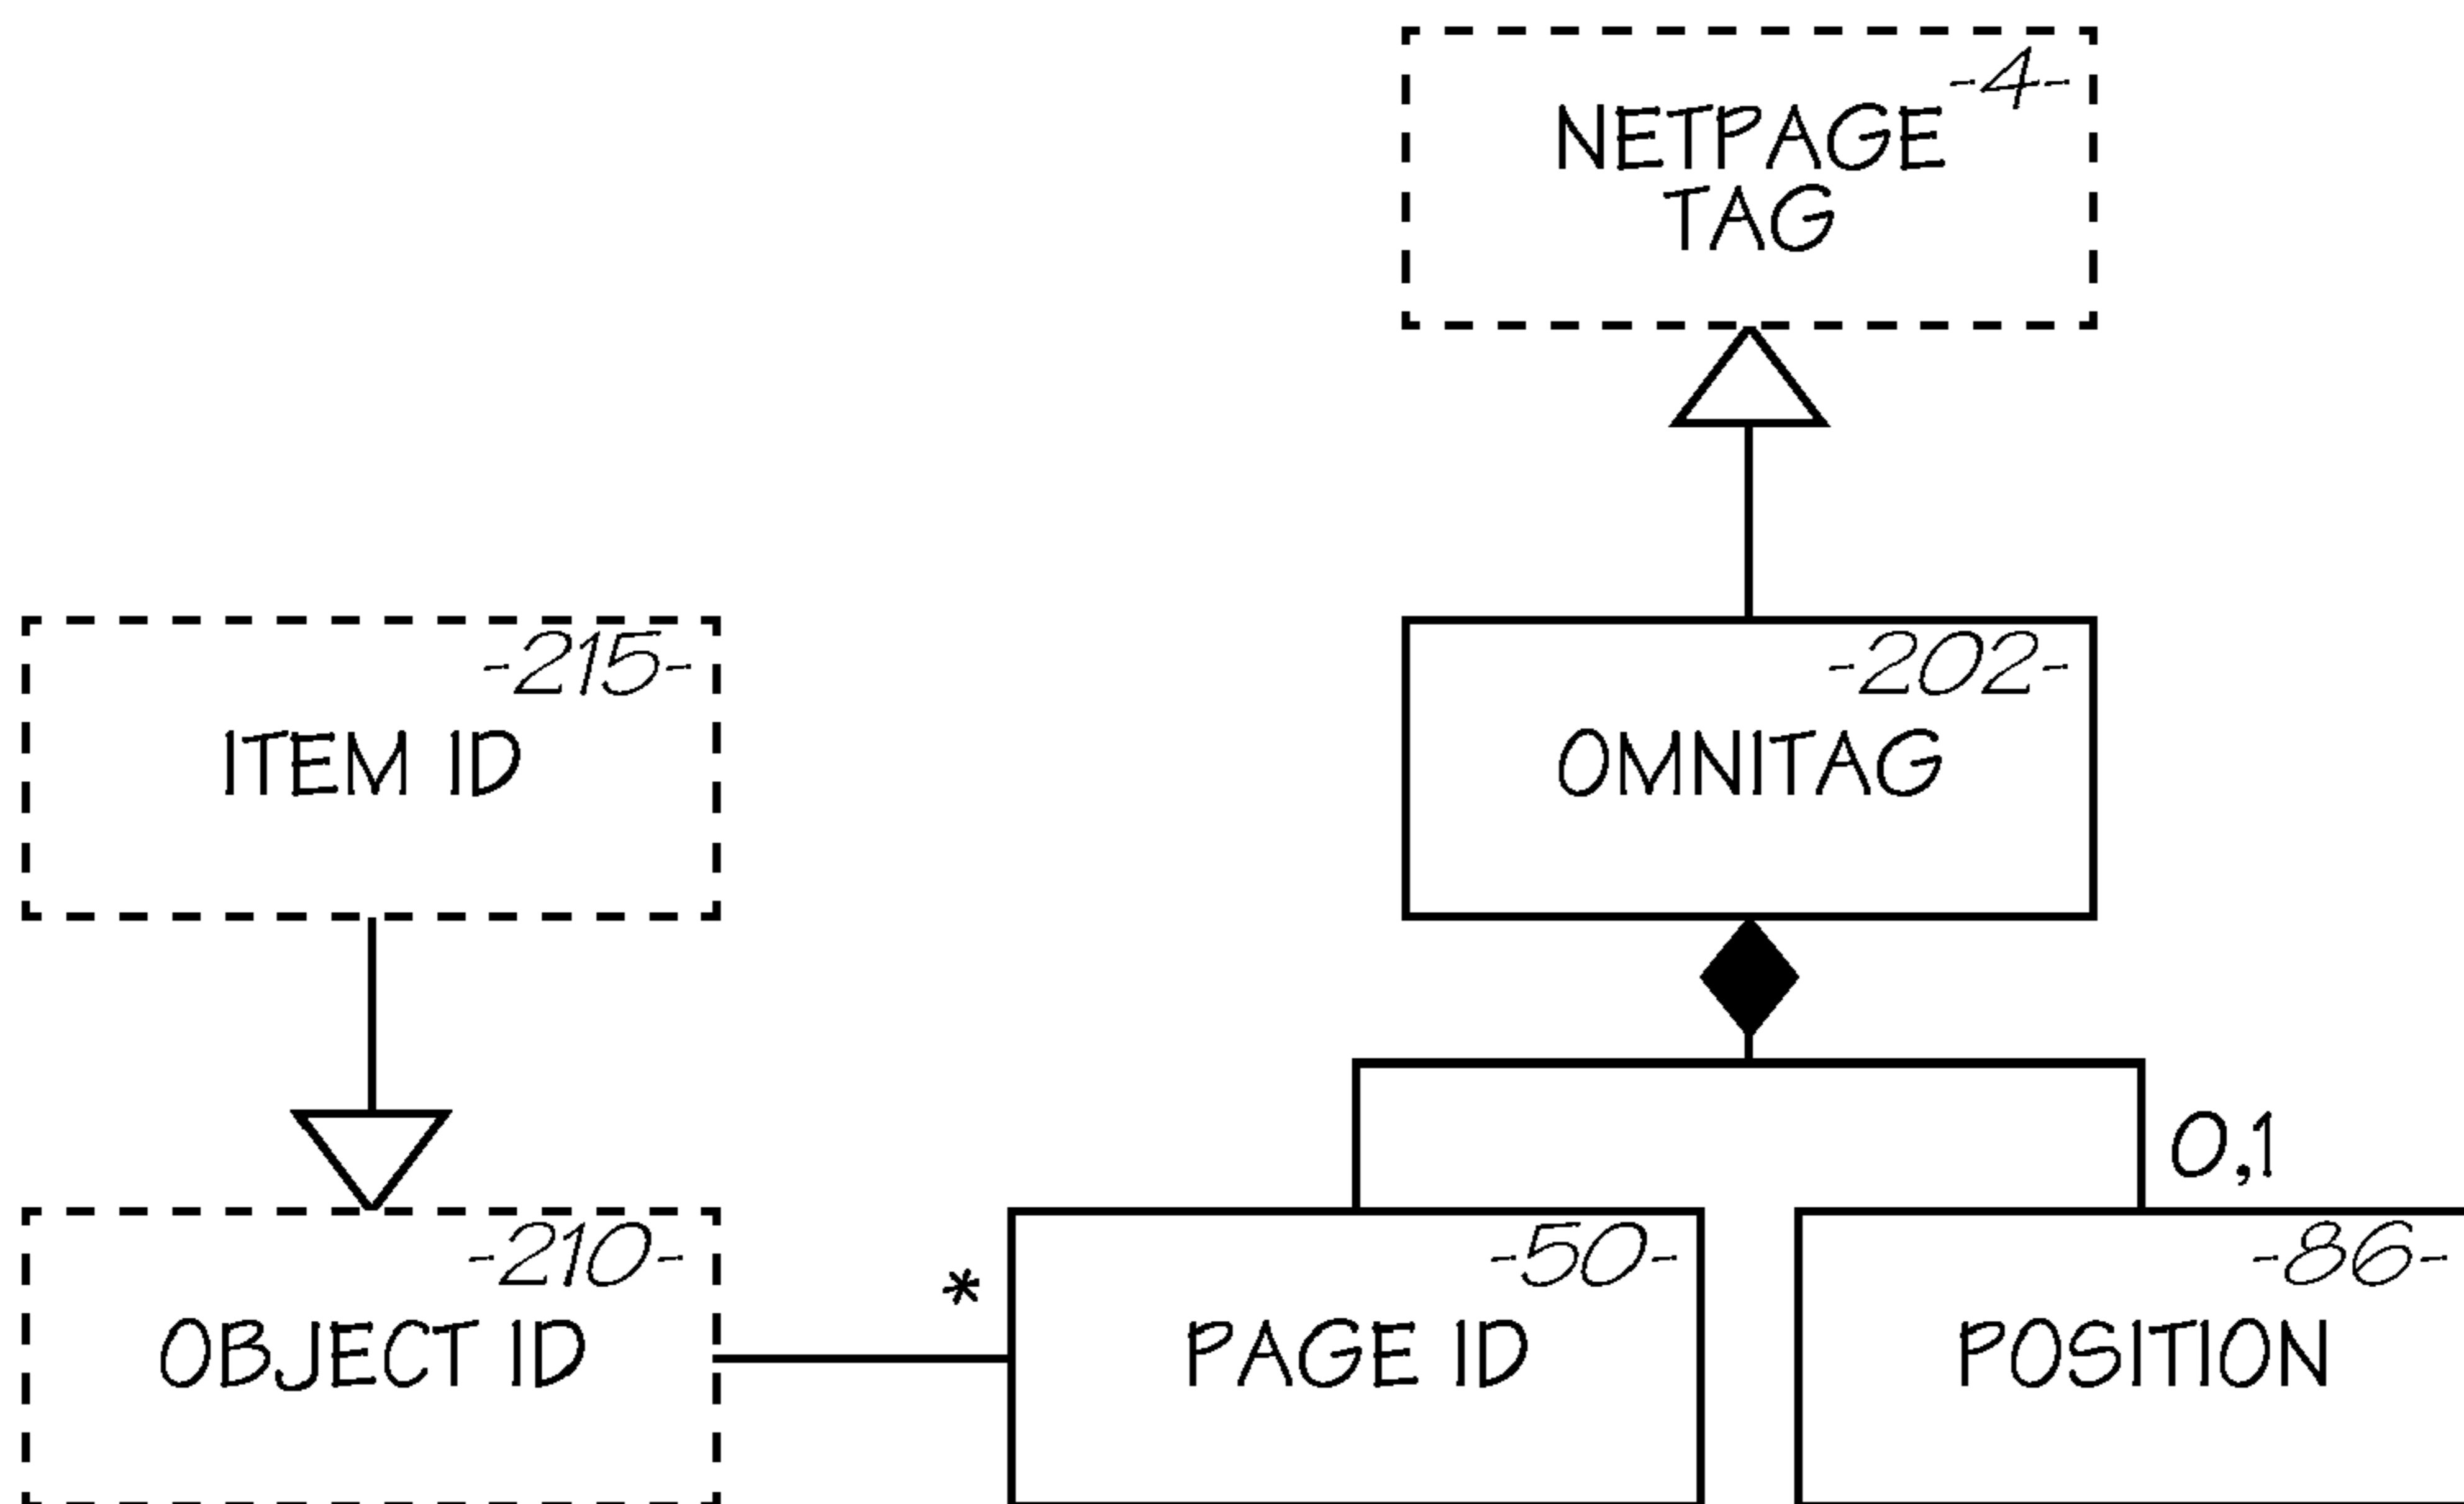 -4-
NETPAGE
TAG
-215-
ITEM ID
-202-
OMNITAG
0,1
-210-
OBJECT ID
*
-50-
PAGE ID
-86-
POSITION